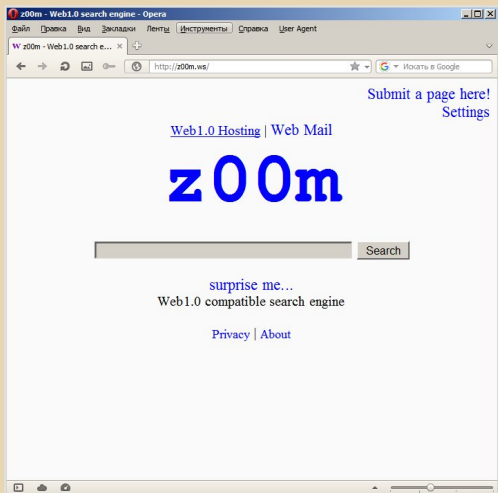 z00m - Web1.0 search engine - Opera
Файл Правка Вид Закладки Ленты Инструменты Справка User Agent
W z00m - Web1.0 search e...
http://z00m.ws/ Искать в Google
Submit a page here!
Settings
Web1.0 Hosting | Web Mail
z00m
Search
surprise me...
Web1.0 compatible search engine
Privacy | About